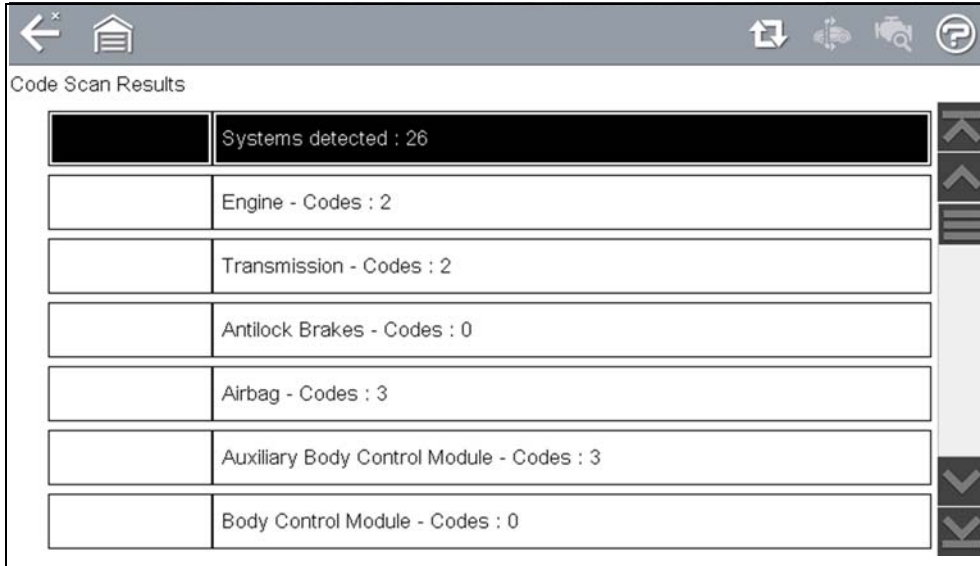 Code Scan Results
Systems detected : 26
Engine - Codes : 2
Transmission - Codes : 2
Antilock Brakes - Codes : 0
Airbag - Codes : 3
Auxiliary Body Control Module - Codes : 3
Body Control Module - Codes : 0